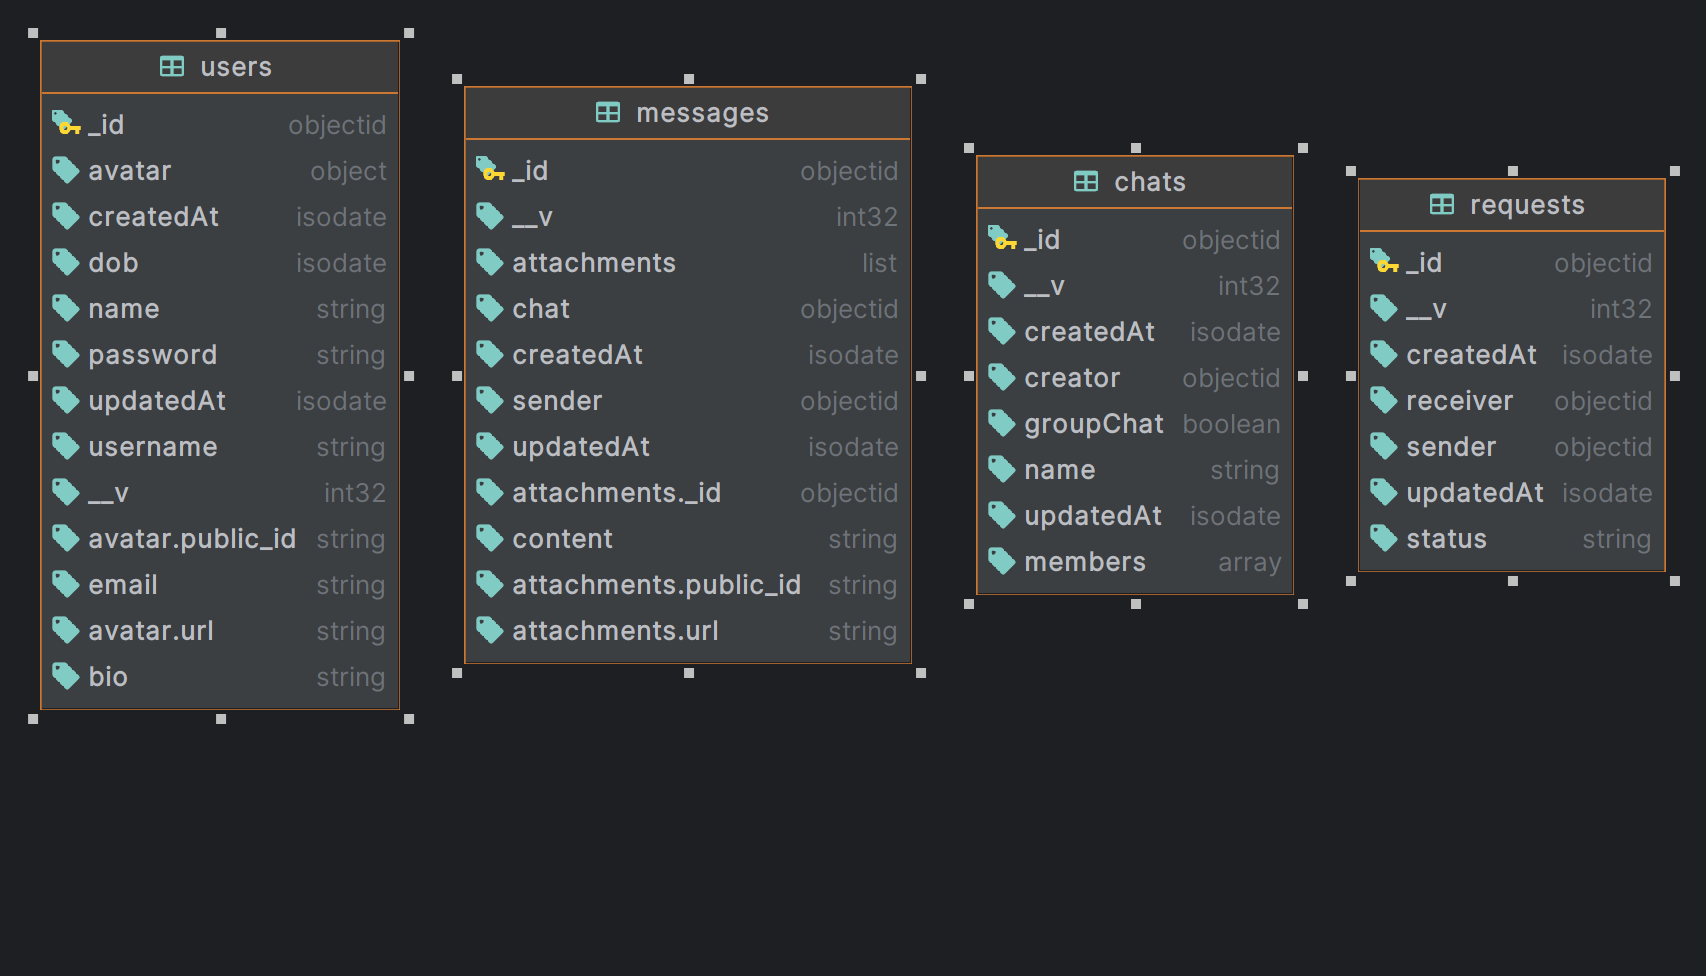 users
_id objectid
avatar object
createdAt isodate
dob isodate
name string
password string
updatedAt isodate
username string
__v int32
avatar.public_id string
email string
avatar.url string
bio string
messages
_id objectid
__v int32
attachments list
chat objectid
createdAt isodate
sender objectid
updatedAt isodate
attachments._id objectid
content string
attachments.public_id string
attachments.url string
chats
_id objectid
__v int32
createdAt isodate
creator objectid
groupChat boolean
name string
updatedAt isodate
members array
requests
_id objectid
__v int32
createdAt isodate
receiver objectid
sender objectid
updatedAt isodate
status string